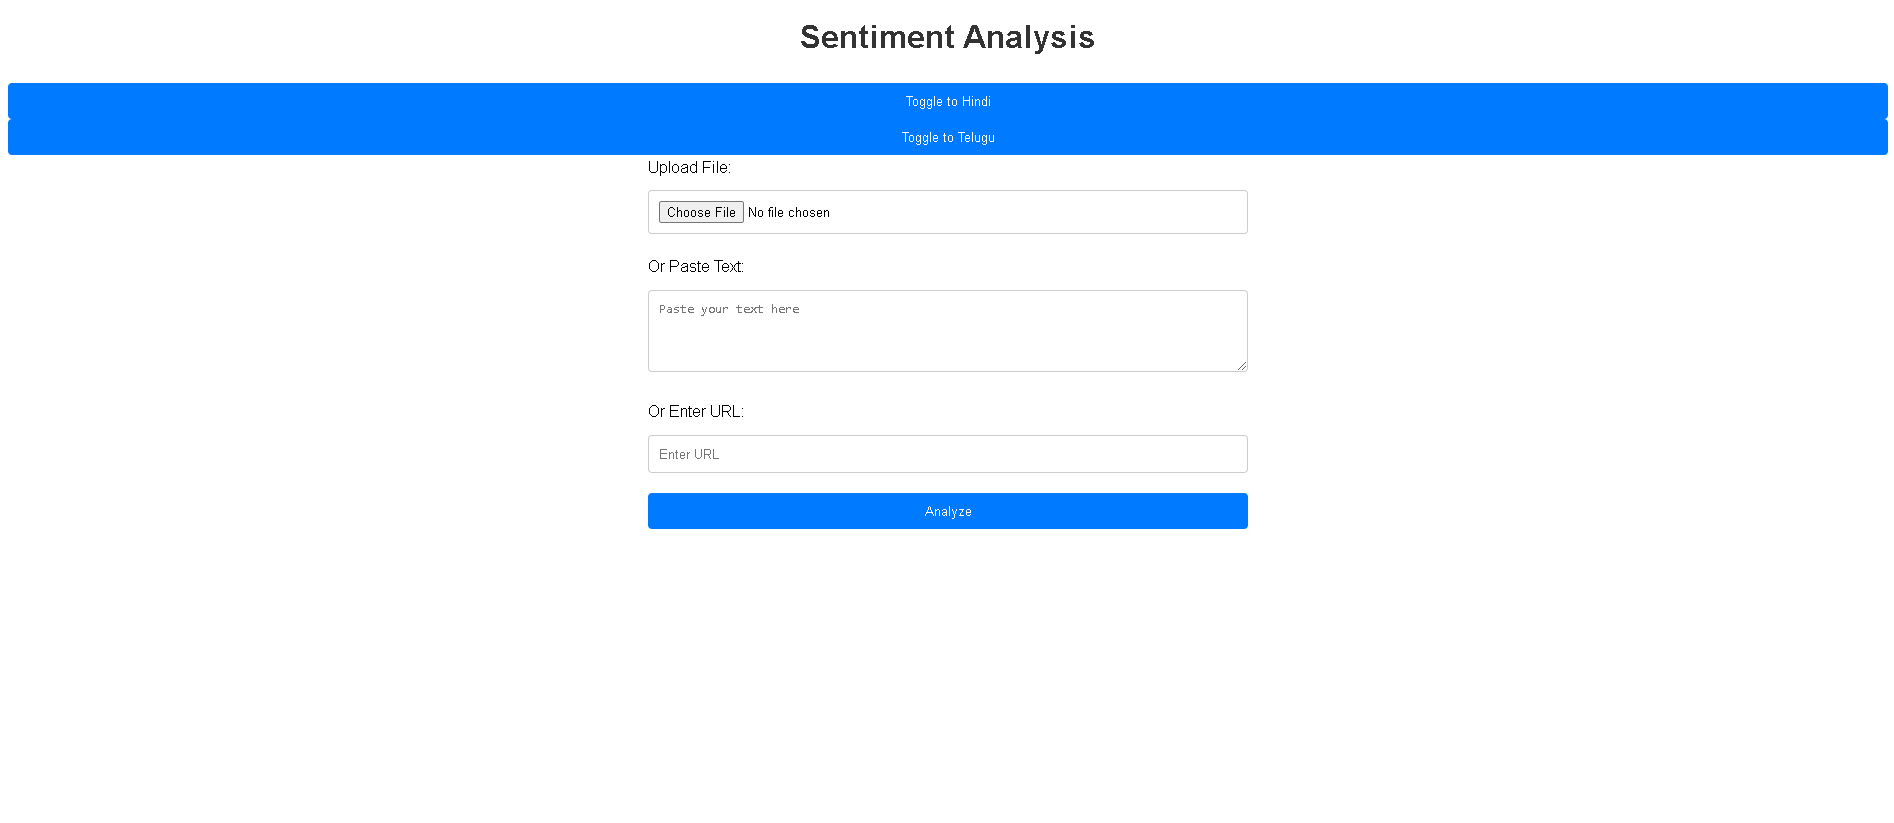 Sentiment Analysis
Toggle to Hindi
Toggle to Telugu
Upload File:
Choose File No file chosen
Or Paste Text:
Paste your text here
Or Enter URL:
Enter URL
Analyze